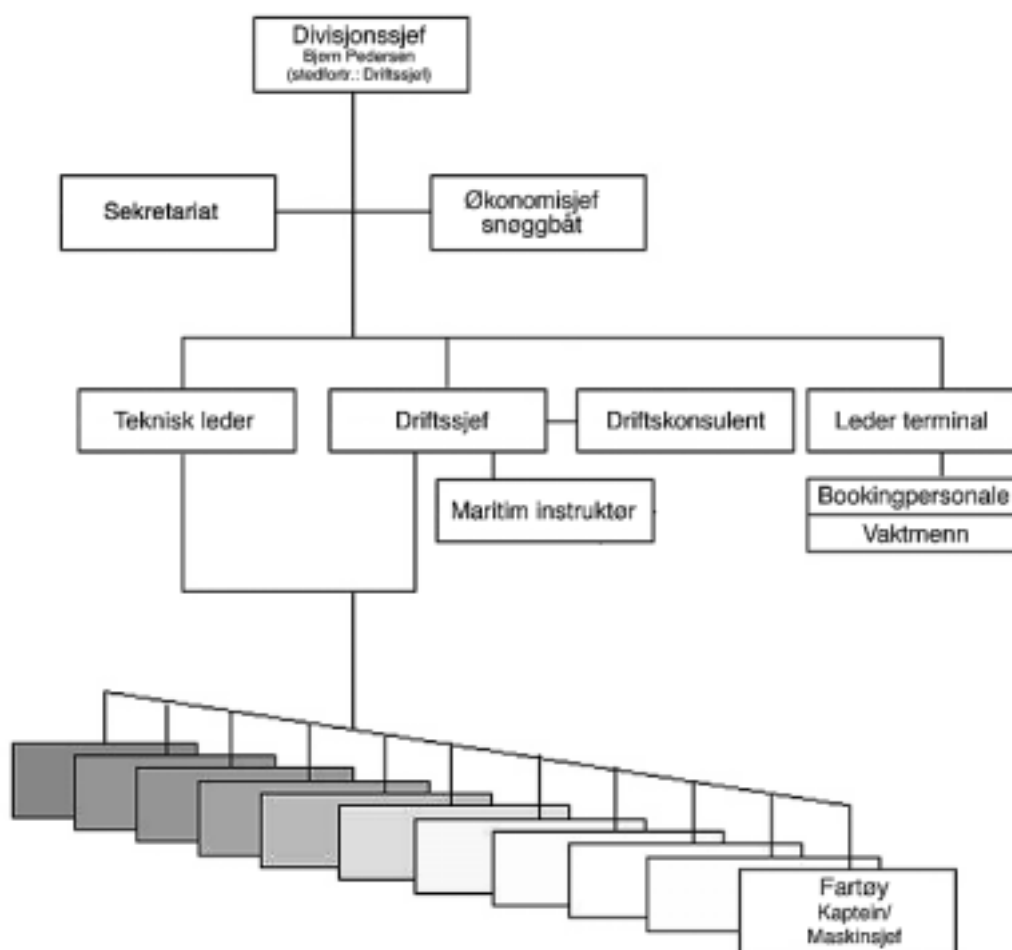 Divisjonssjef
Bjørn Pedersen
(stedfortr.: Driftssjef)
Sekretariat
Økonomisjef
snøggbåt
Teknisk leder
Driftssjef
Driftskonsulent
Leder terminal
Maritim instruktør
Bookingpersonale
Vaktmenn
Fartøy
Kaptein/
Maskinsjef